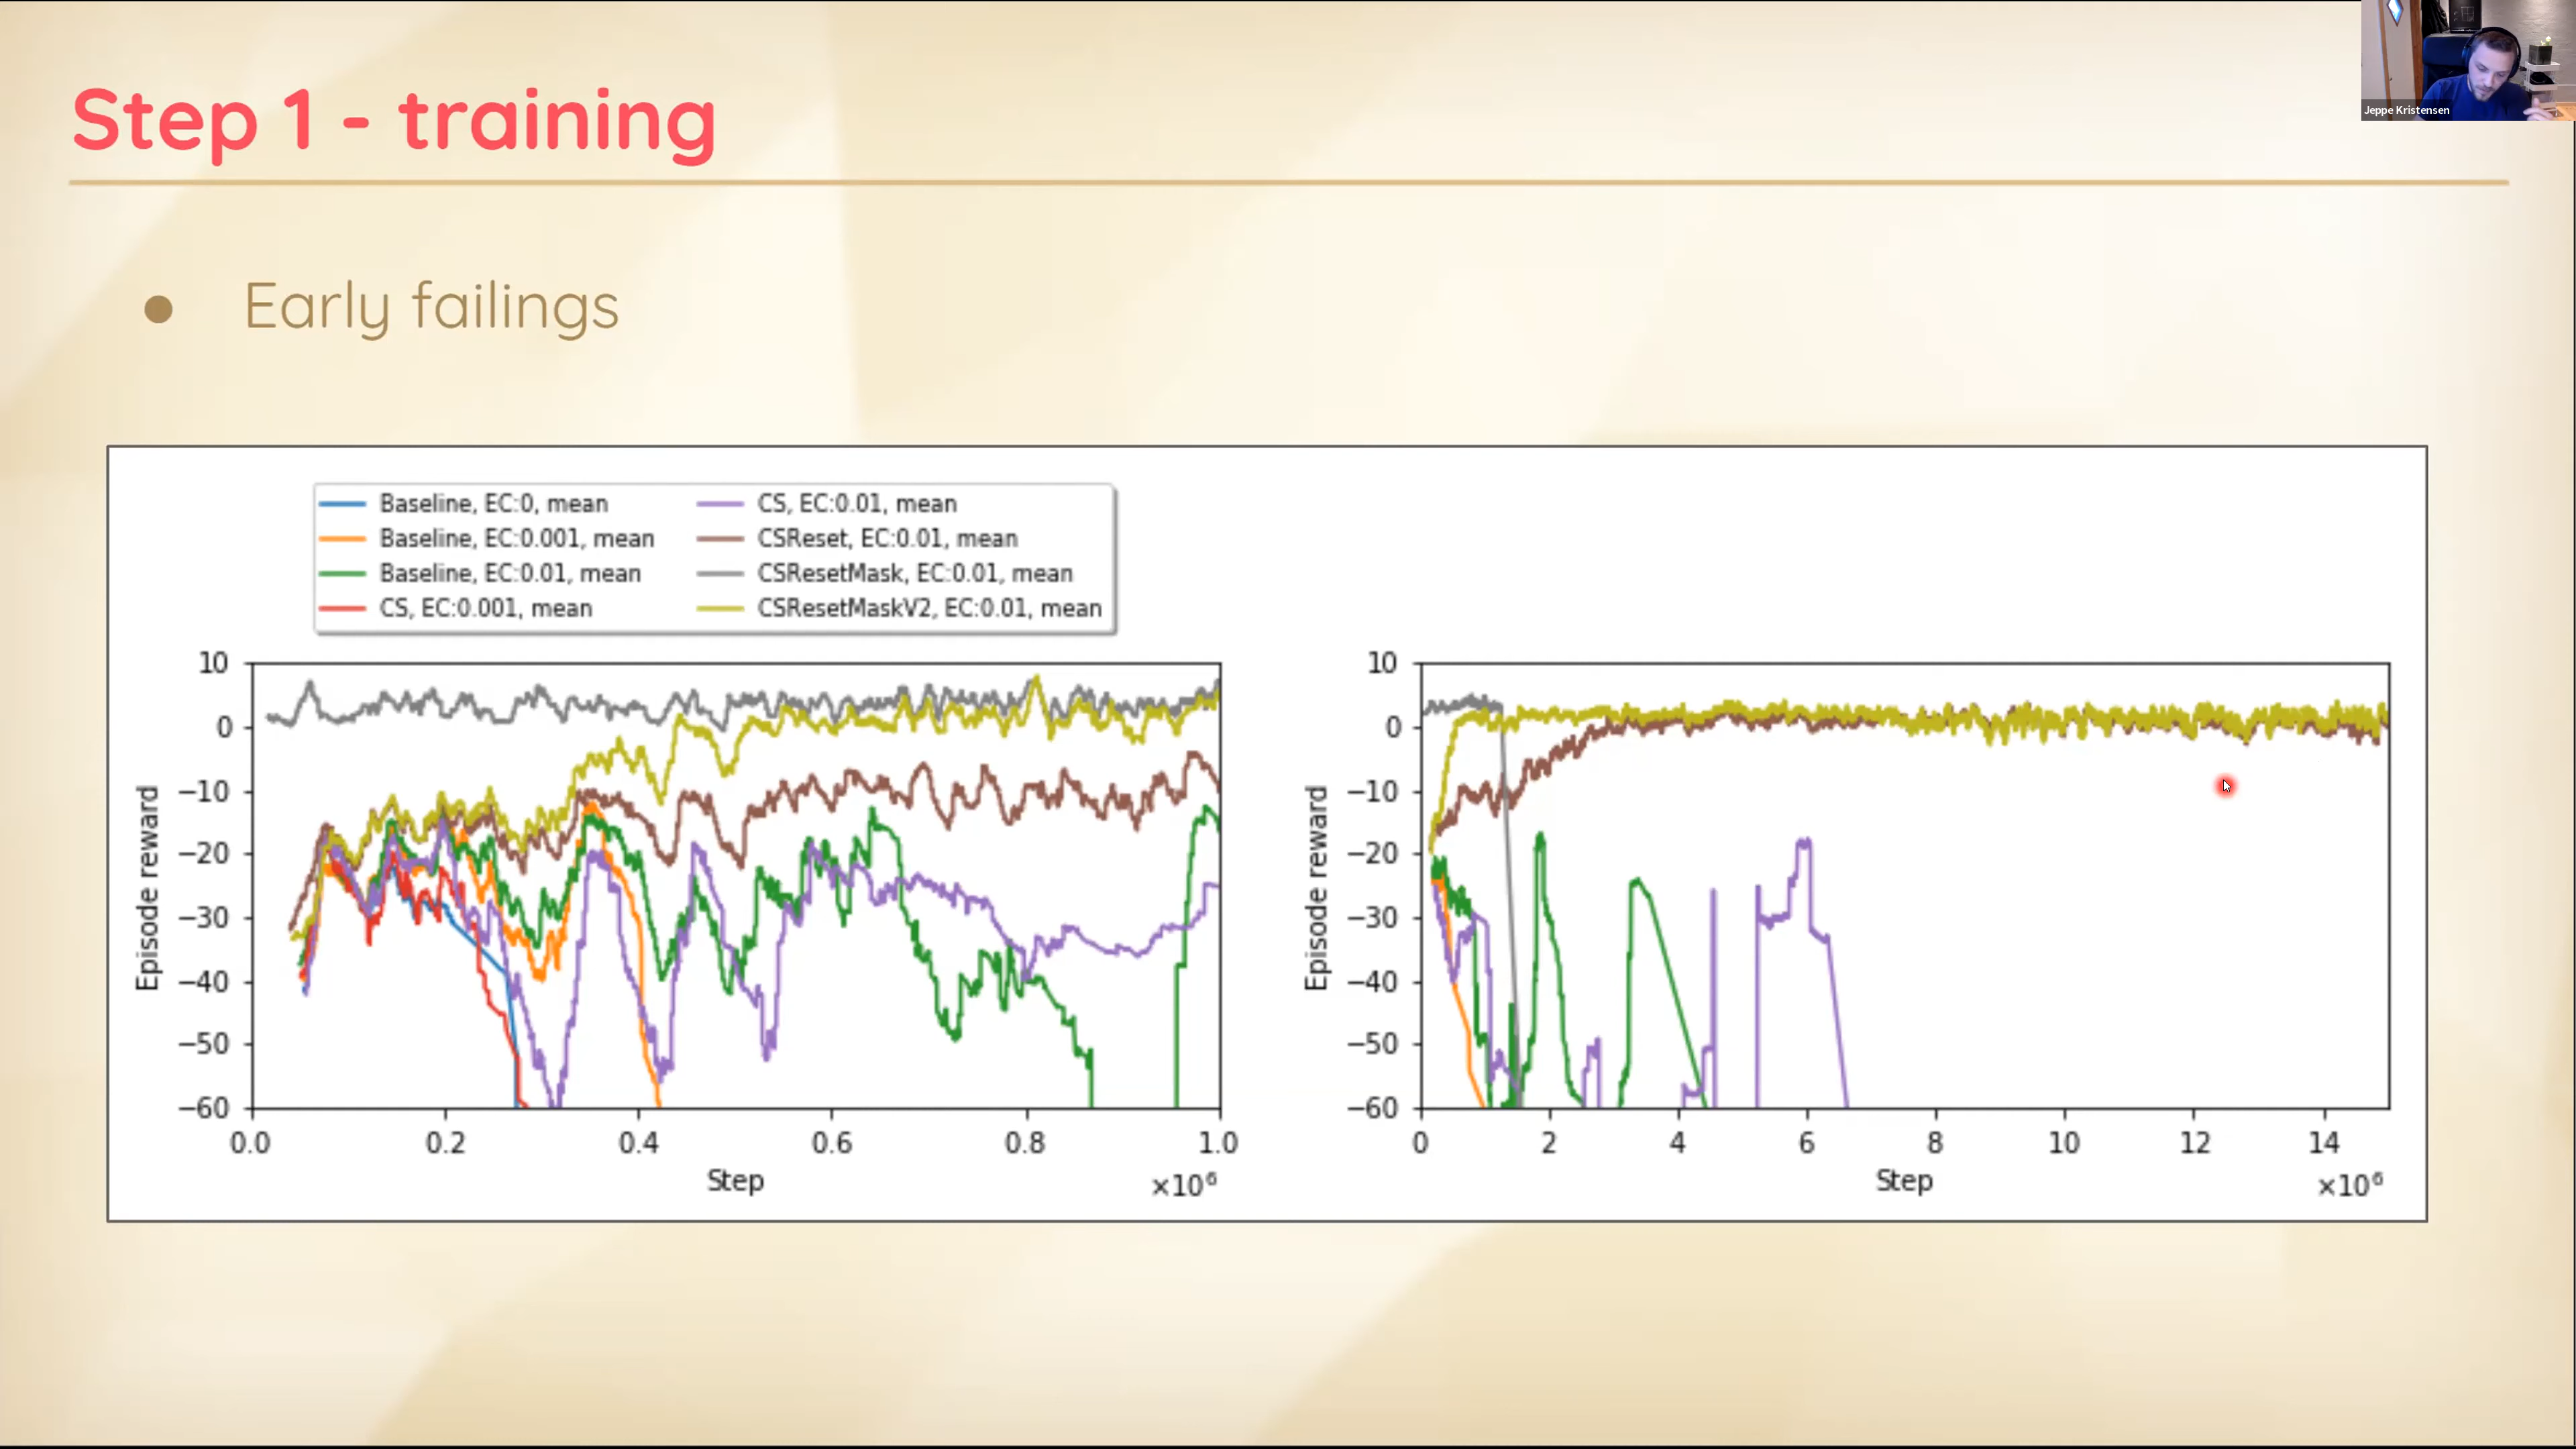 Step 1 - training
Jeppe Kristensen
● Early failings
Baseline, EC:0, mean
Baseline, EC:0.001, mean
Baseline, EC:0.01, mean
CS, EC:0.001, mean
CS, EC:0.01, mean
CSReset, EC:0.01, mean
CSResetMask, EC:0.01, mean
CSResetMaskV2, EC:0.01, mean
Episode reward
10
0
−10
−20
−30
−40
−50
−60
0.0 0.2 0.4 0.6 0.8 1.0
Step
×10⁶
Episode reward
10
0
−10
−20
−30
−40
−50
−60
0 2 4 6 8 10 12 14
Step
×10⁶